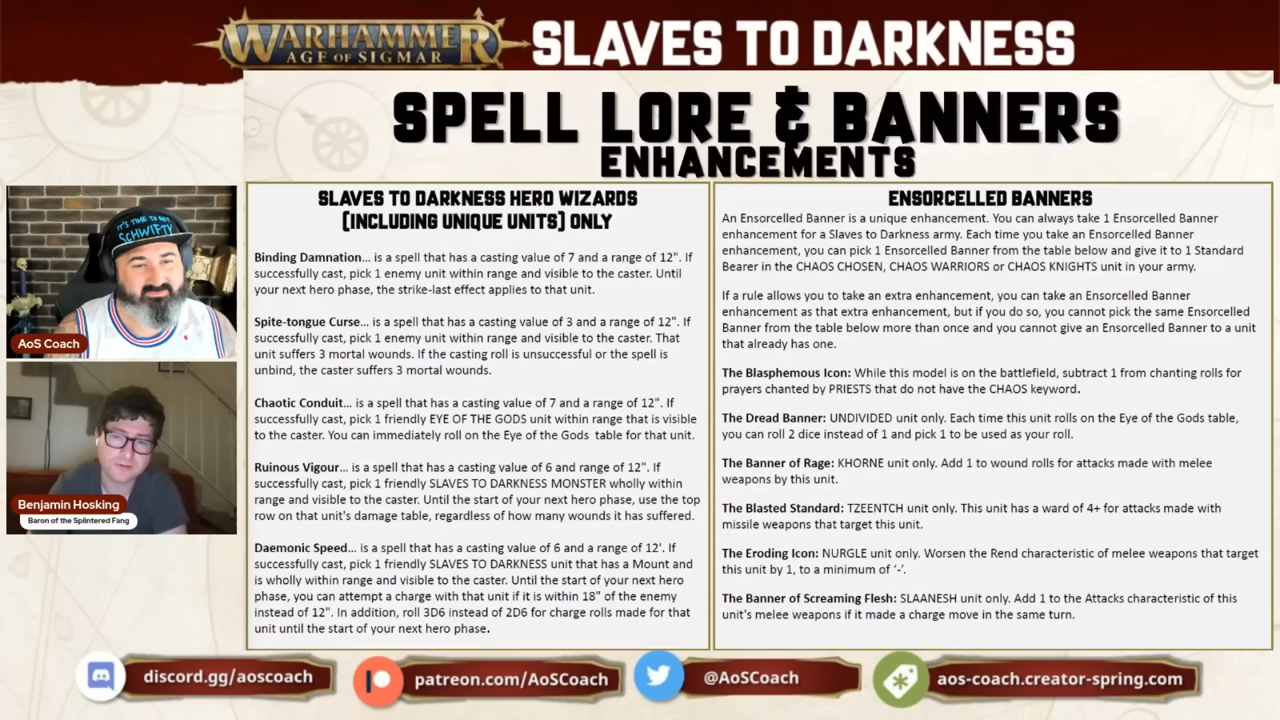 WARHAMMER
AGE OF SIGMAR
SLAVES TO DARKNESS
SPELL LORE & BANNERS
ENHANCEMENTS
IT'S TIME TO GET
SCHWIFTY
AoS Coach
Benjamin Hosking
Baron of the Splintered Fang
SLAVES TO DARKNESS HERO WIZARDS
(INCLUDING UNIQUE UNITS) ONLY
Binding Damnation... is a spell that has a casting value of 7 and a range of 12". If
successfully cast, pick 1 enemy unit within range and visible to the caster. Until
your next hero phase, the strike-last effect applies to that unit.
Spite-tongue Curse... is a spell that has a casting value of 3 and a range of 12". If
successfully cast, pick 1 enemy unit within range and visible to the caster. That
unit suffers 3 mortal wounds. If the casting roll is unsuccessful or the spell is
unbind, the caster suffers 3 mortal wounds.
Chaotic Conduit... is a spell that has a casting value of 7 and a range of 12". If
successfully cast, pick 1 friendly EYE OF THE GODS unit within range that is visible
to the caster. You can immediately roll on the Eye of the Gods table for that unit.
Ruinous Vigour... is a spell that has a casting value of 6 and range of 12". If
successfully cast, pick 1 friendly SLAVES TO DARKNESS MONSTER wholly within
range and visible to the caster. Until the start of your next hero phase, use the top
row on that unit's damage table, regardless of how many wounds it has suffered.
Daemonic Speed... is a spell that has a casting value of 6 and a range of 12'. If
successfully cast, pick 1 friendly SLAVES TO DARKNESS unit that has a Mount and
is wholly within range and visible to the caster. Until the start of your next hero
phase, you can attempt a charge with that unit if it is within 18" of the enemy
instead of 12". In addition, roll 3D6 instead of 2D6 for charge rolls made for that
unit until the start of your next hero phase.
ENSORCELLED BANNERS
An Ensorcelled Banner is a unique enhancement. You can always take 1 Ensorcelled Banner
enhancement for a Slaves to Darkness army. Each time you take an Ensorcelled Banner
enhancement, you can pick 1 Ensorcelled Banner from the table below and give it to 1 Standard
Bearer in the CHAOS CHOSEN, CHAOS WARRIORS or CHAOS KNIGHTS unit in your army.
If a rule allows you to take an extra enhancement, you can take an Ensorcelled Banner
enhancement as that extra enhancement, but if you do so, you cannot pick the same Ensorcelled
Banner from the table below more than once and you cannot give an Ensorcelled Banner to a unit
that already has one.
The Blasphemous Icon: While this model is on the battlefield, subtract 1 from chanting rolls for
prayers chanted by PRIESTS that do not have the CHAOS keyword.
The Dread Banner: UNDIVIDED unit only. Each time this unit rolls on the Eye of the Gods table,
you can roll 2 dice instead of 1 and pick 1 to be used as your roll.
The Banner of Rage: KHORNE unit only. Add 1 to wound rolls for attacks made with melee
weapons by this unit.
The Blasted Standard: TZEENTCH unit only. This unit has a ward of 4+ for attacks made with
missile weapons that target this unit.
The Eroding Icon: NURGLE unit only. Worsen the Rend characteristic of melee weapons that target
this unit by 1, to a minimum of '-'.
The Banner of Screaming Flesh: SLAANESH unit only. Add 1 to the Attacks characteristic of this
unit's melee weapons if it made a charge move in the same turn.
discord.gg/aoscoach
patreon.com/AoSCoach
@AoSCoach
aos-coach.creator-spring.com